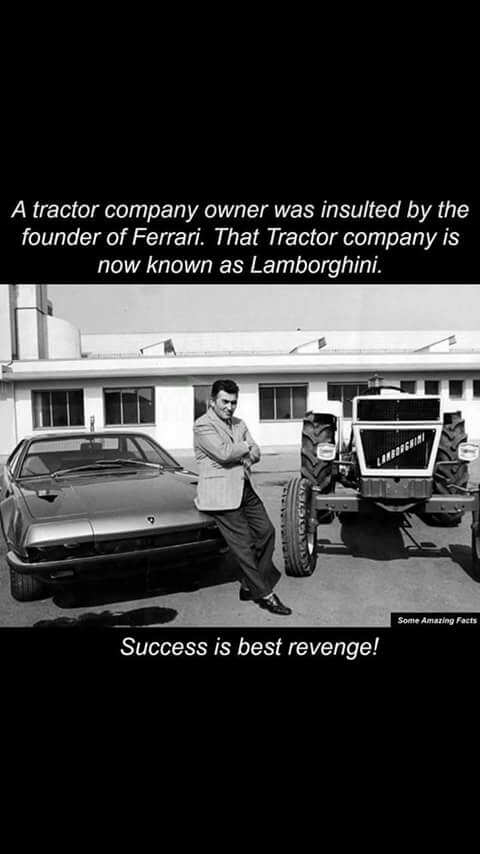 A tractor company owner was insulted by the
founder of Ferrari. That Tractor company is
now known as Lamborghini.
LAMBORGHINI
Some Amazing Facts
Success is best revenge!